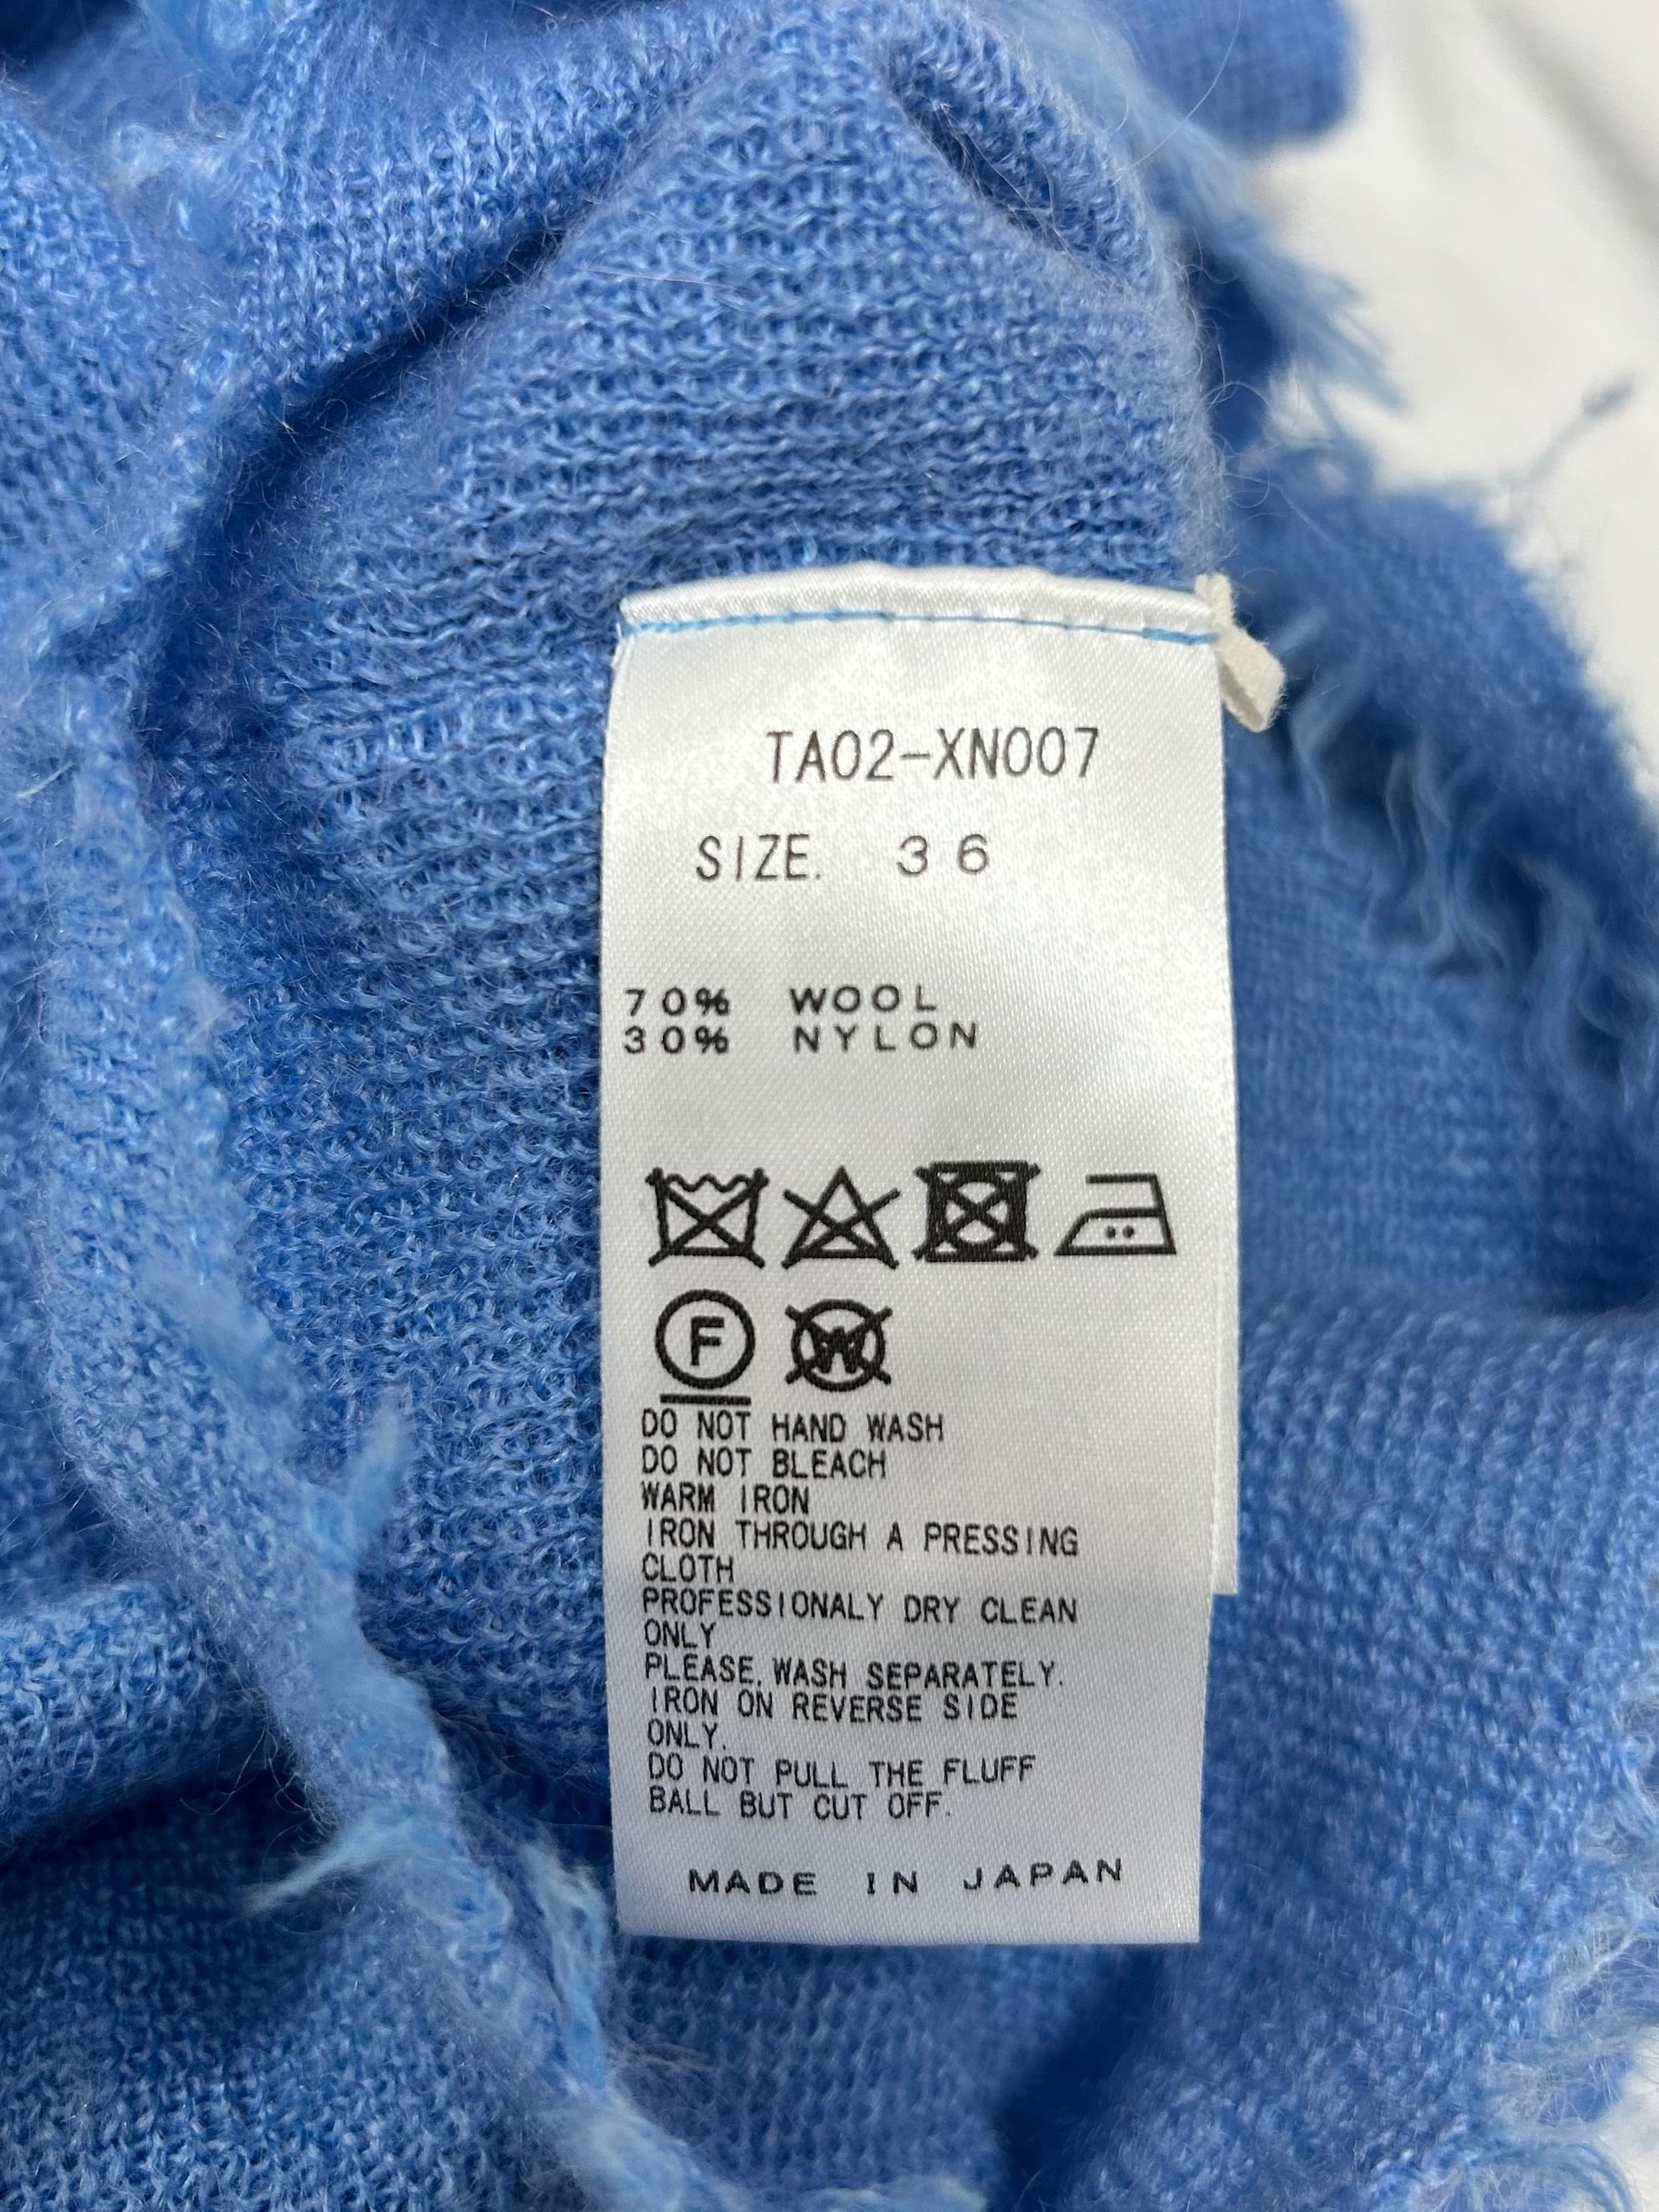 TA02-XN007
SIZE. 36
70% WOOL
30% NYLON
F W
DO NOT HAND WASH
DO NOT BLEACH
WARM IRON
IRON THROUGH A PRESSING
CLOTH
PROFESSIONALY DRY CLEAN
ONLY
PLEASE.WASH SEPARATELY.
IRON ON REVERSE SIDE
ONLY.
DO NOT PULL THE FLUFF
BALL BUT CUT OFF.
MADE IN JAPAN